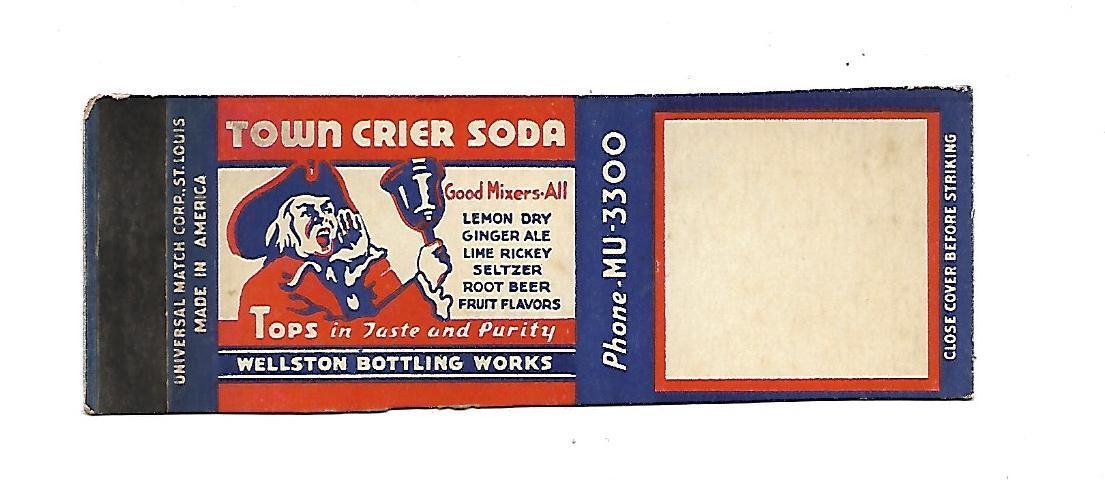 UNIVERSAL MATCH CORP., ST. LOUIS
MADE IN AMERICA
TOWN CRIER SODA
Good Mixers-All
LEMON DRY
GINGER ALE
LIME RICKEY
SELTZER
ROOT BEER
FRUIT FLAVORS
TOPS in Taste and Purity
WELLSTON BOTTLING WORKS
Phone-MU-3300
CLOSE COVER BEFORE STRIKING